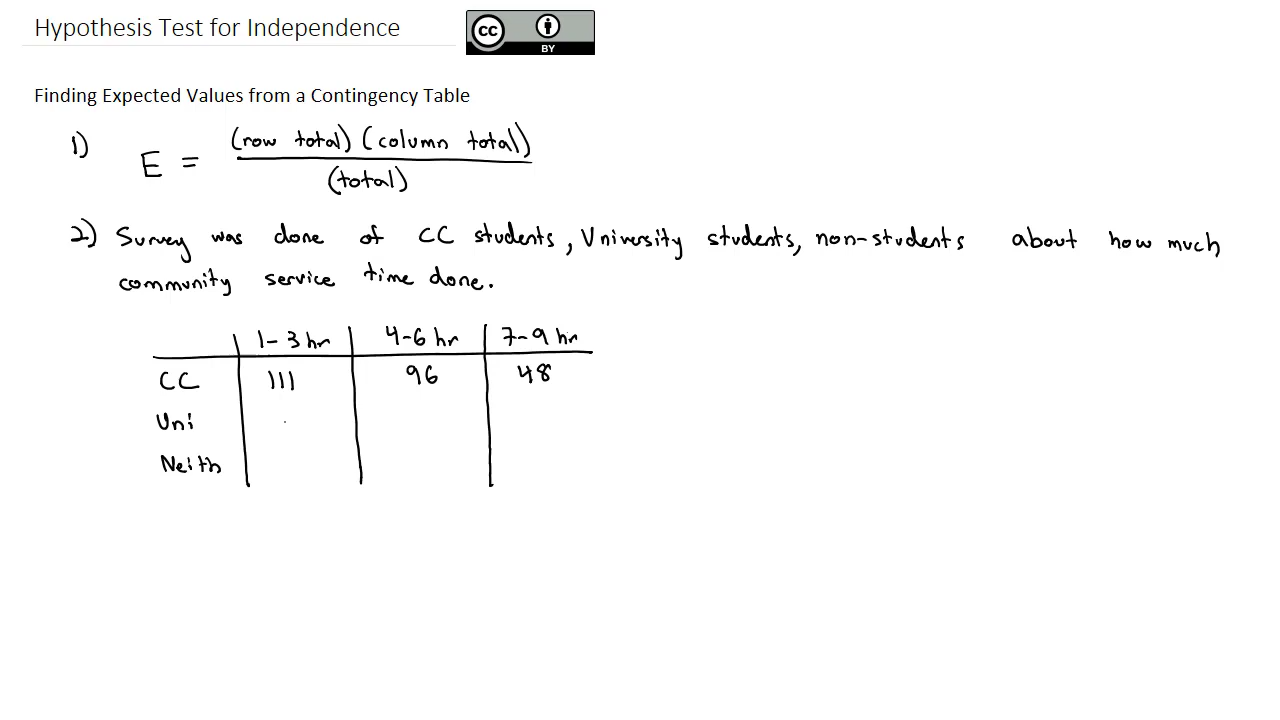 Hypothesis Test for Independence
cc
BY
Finding Expected Values from a Contingency Table
1) E = (row total) (column total)
(total)
2) Survey was done of CC students, University students, non-students about how much
community service time done.
1-3 hr 4-6 hr 7-9 hr
CC 111 96 48
Uni
Neith